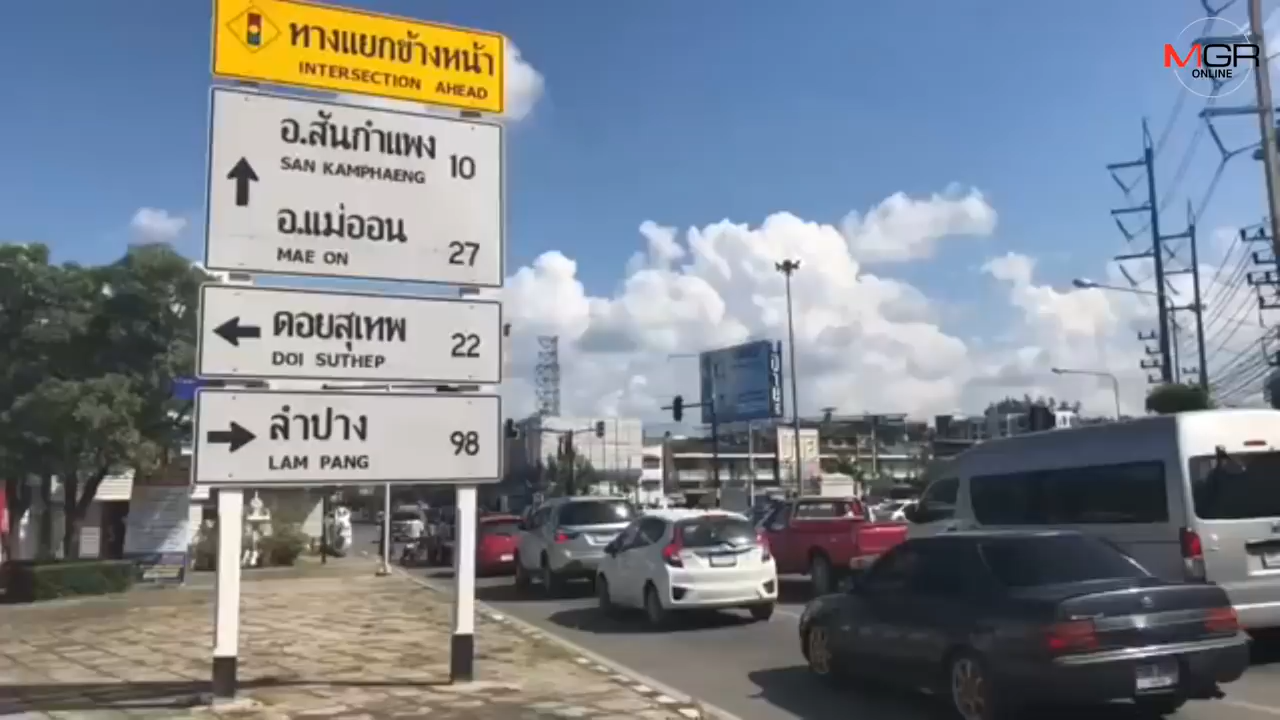 ทางแยกข้างหน้า
INTERSECTION AHEAD
อ.สันกำแพง 10
SAN KAMPHAENG
อ.แม่ออน 27
MAE ON
ดอยสุเทพ 22
DOI SUTHEP
ลำปาง 98
LAM PANG
MGR
ONLINE